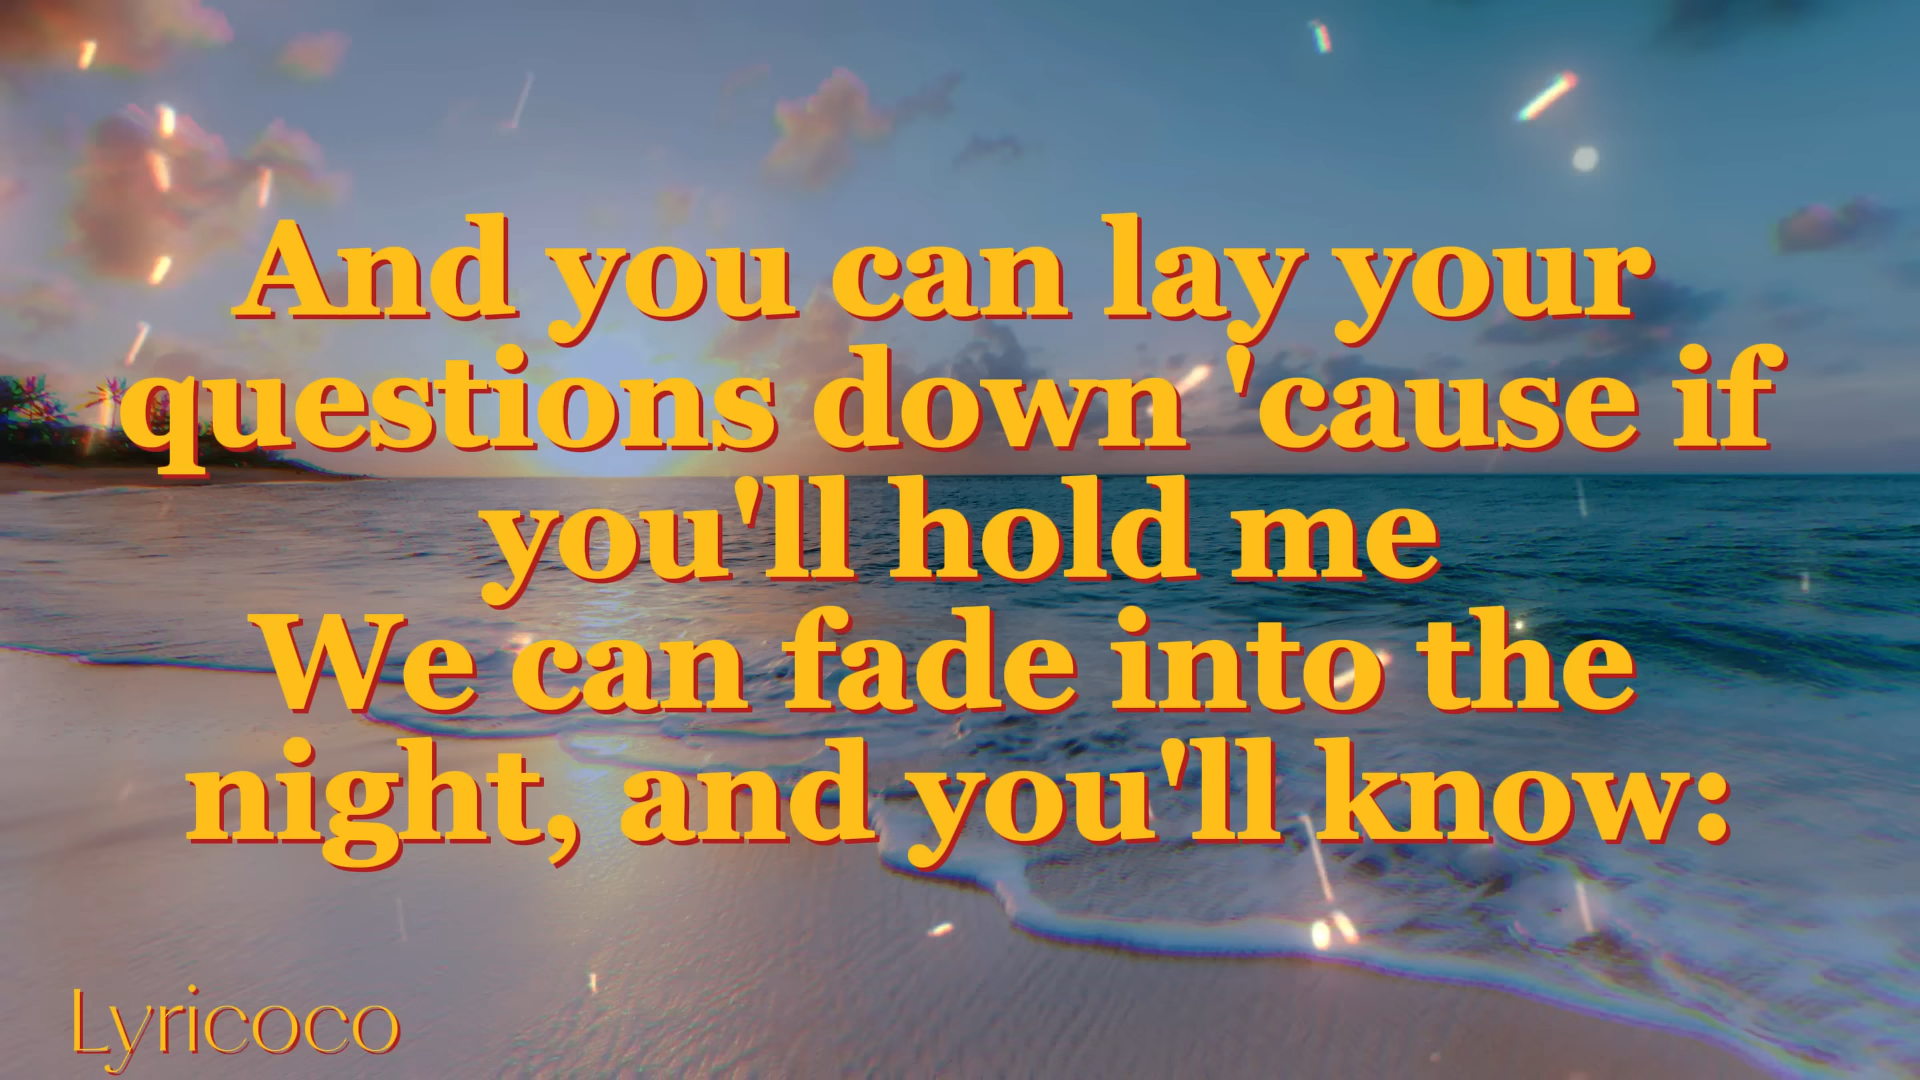 And you can lay your
questions down 'cause if
you'll hold me
We can fade into the
night, and you'll know:
Lyricoco